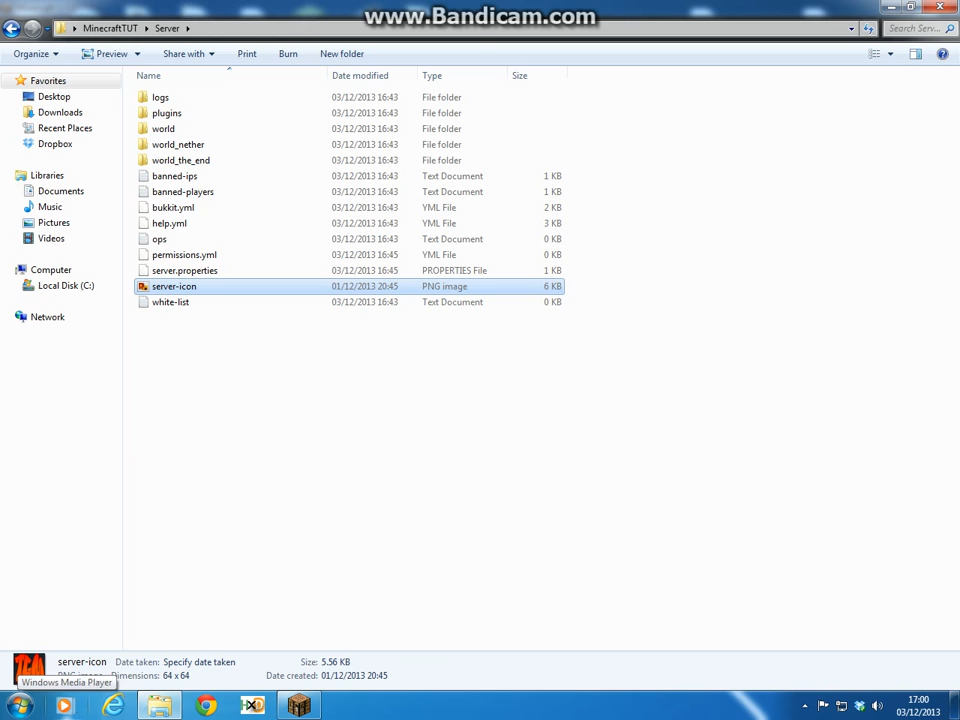 www.Bandicam.com
MinecraftTUT Server Search Serv...
Organize Preview Share with Print Burn New folder
Name Date modified Type Size
Favorites
Desktop
Downloads
Recent Places
Dropbox
Libraries
Documents
Music
Pictures
Videos
Computer
Local Disk (C:)
Network
logs 03/12/2013 16:43 File folder
plugins 03/12/2013 16:43 File folder
world 03/12/2013 16:43 File folder
world_nether 03/12/2013 16:43 File folder
world_the_end 03/12/2013 16:43 File folder
banned-ips 03/12/2013 16:43 Text Document 1 KB
banned-players 03/12/2013 16:43 Text Document 1 KB
bukkit.yml 03/12/2013 16:43 YML File 2 KB
help.yml 03/12/2013 16:43 YML File 3 KB
ops 03/12/2013 16:43 Text Document 0 KB
permissions.yml 03/12/2013 16:45 YML File 0 KB
server.properties 03/12/2013 16:45 PROPERTIES File 1 KB
server-icon 01/12/2013 20:45 PNG image 6 KB
white-list 03/12/2013 16:43 Text Document 0 KB
server-icon Date taken: Specify date taken Size: 5.56 KB
Dimensions: 64 x 64 Date created: 01/12/2013 20:45
Windows Media Player
17:00
03/12/2013